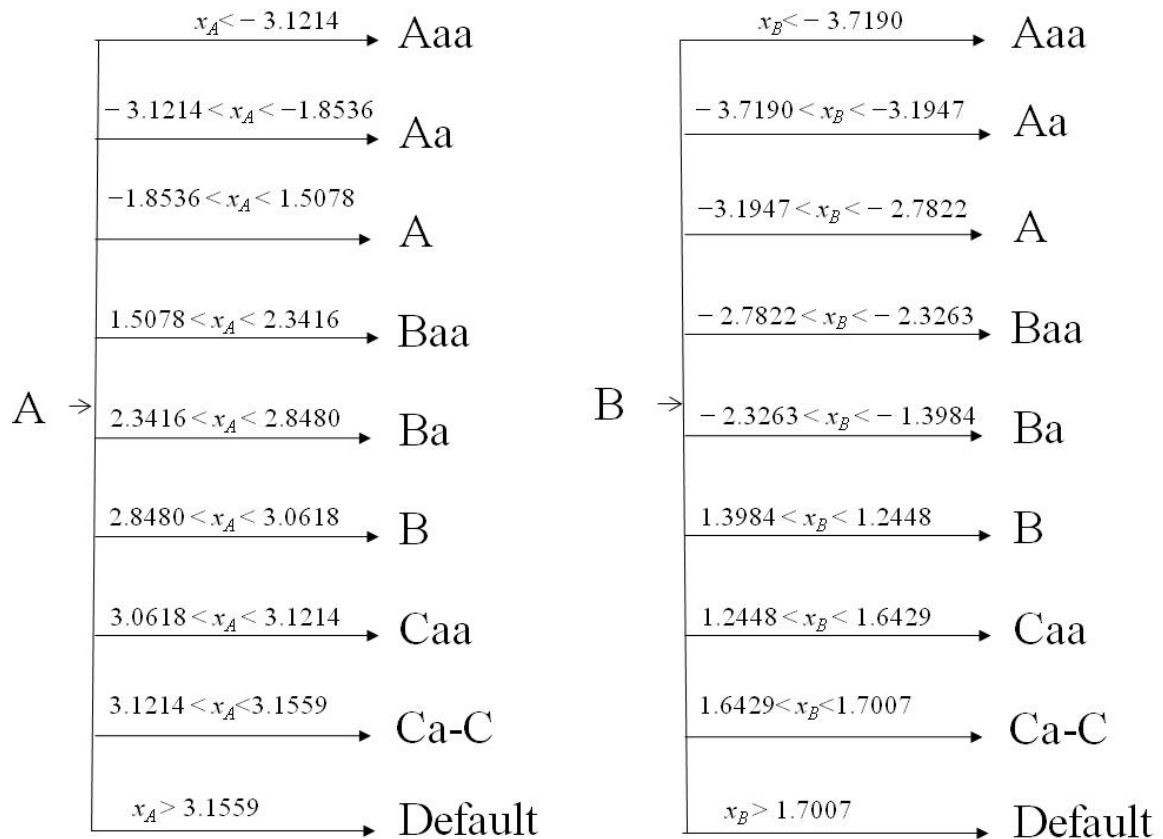 x_A < − 3.1214 Aaa
− 3.1214 < x_A < −1.8536 Aa
−1.8536 < x_A < 1.5078 A
1.5078 < x_A < 2.3416 Baa
A
2.3416 < x_A < 2.8480 Ba
2.8480 < x_A < 3.0618 B
3.0618 < x_A < 3.1214 Caa
3.1214 < x_A <3.1559 Ca-C
x_A > 3.1559 Default
x_B < − 3.7190 Aaa
− 3.7190 < x_B < −3.1947 Aa
−3.1947 < x_B < − 2.7822 A
− 2.7822 < x_B < − 2.3263 Baa
B
− 2.3263 < x_B < − 1.3984 Ba
1.3984 < x_B < 1.2448 B
1.2448 < x_B < 1.6429 Caa
1.6429< x_B <1.7007 Ca-C
x_B > 1.7007 Default